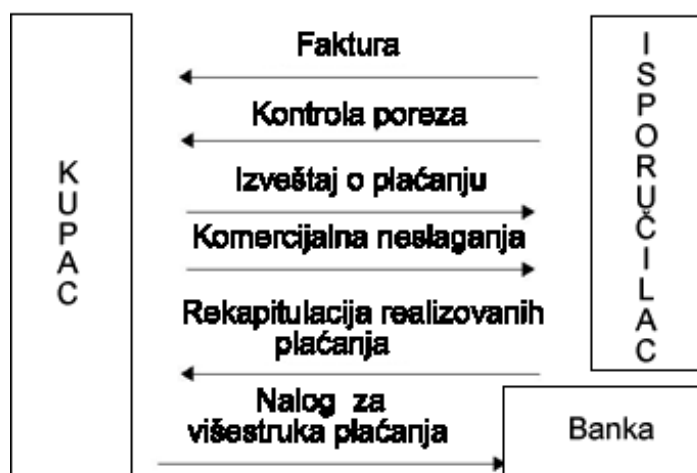 KUPAC
Faktura
Kontrola poreza
Izveštaj o plaćanju
Komercijalna neslaganja
Rekapitulacija realizovanih
plaćanja
Nalog za
višestruka plaćanja
ISPORUČILAC
Banka